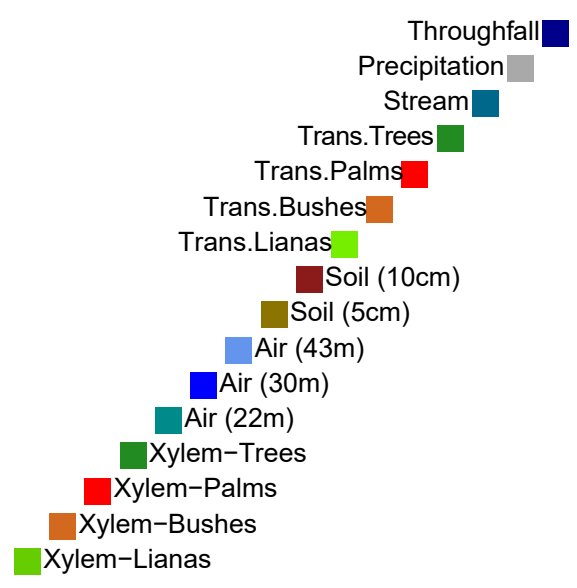 Throughfall
Precipitation
Stream
Trans.Trees
Trans.Palms
Trans.Bushes
Trans.Lianas
Soil (10cm)
Soil (5cm)
Air (43m)
Air (30m)
Air (22m)
Xylem−Trees
Xylem−Palms
Xylem−Bushes
Xylem−Lianas